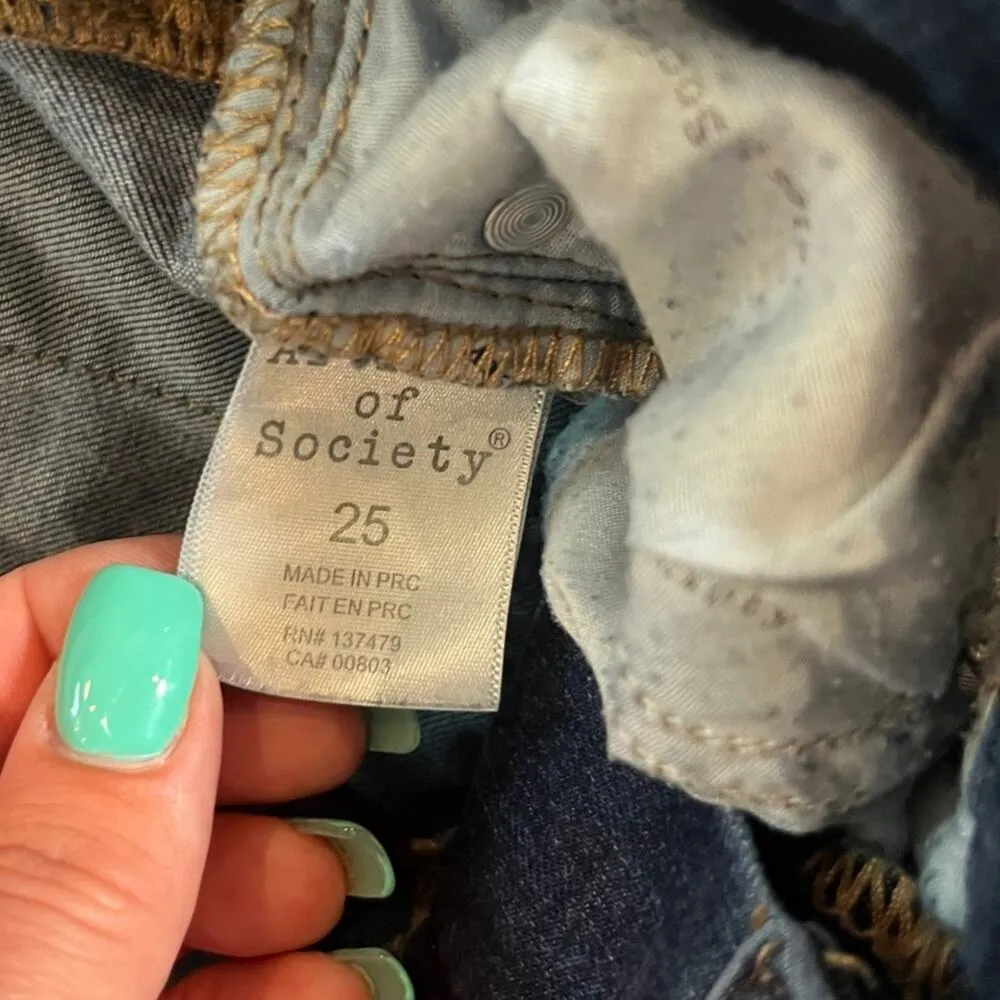 of
Society®
25
MADE IN PRC
FAIT EN PRC
RN# 137479
CA# 00803